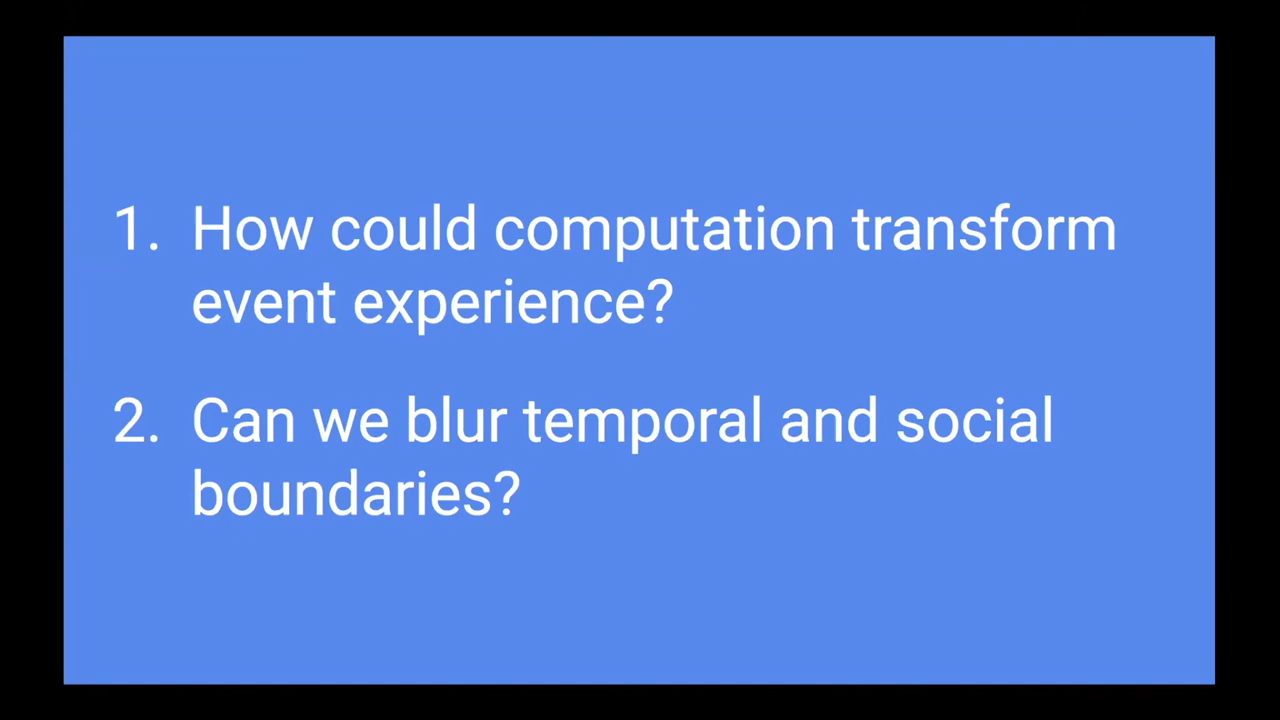 1. How could computation transform
event experience?
2. Can we blur temporal and social
boundaries?